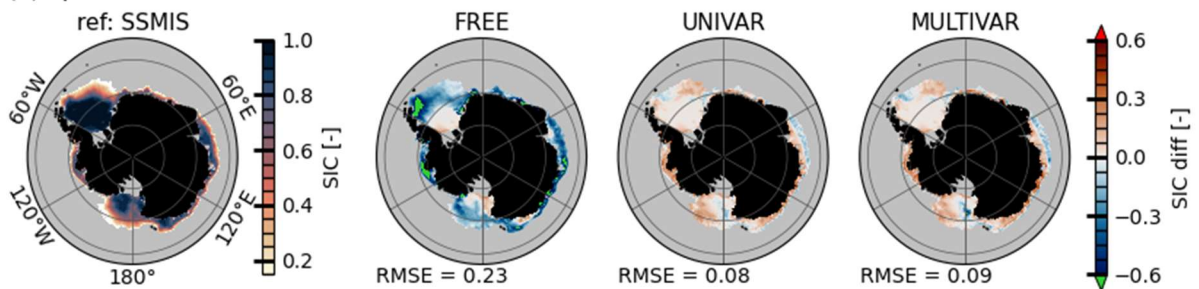 ref: SSMIS
FREE
UNIVAR
MULTIVAR
60°W
60°E
120°W
120°E
180°
1.0
0.8
0.6
0.4
0.2
SIC [-]
RMSE = 0.23
RMSE = 0.08
RMSE = 0.09
0.6
0.3
0.0
−0.3
−0.6
SIC diff [-]